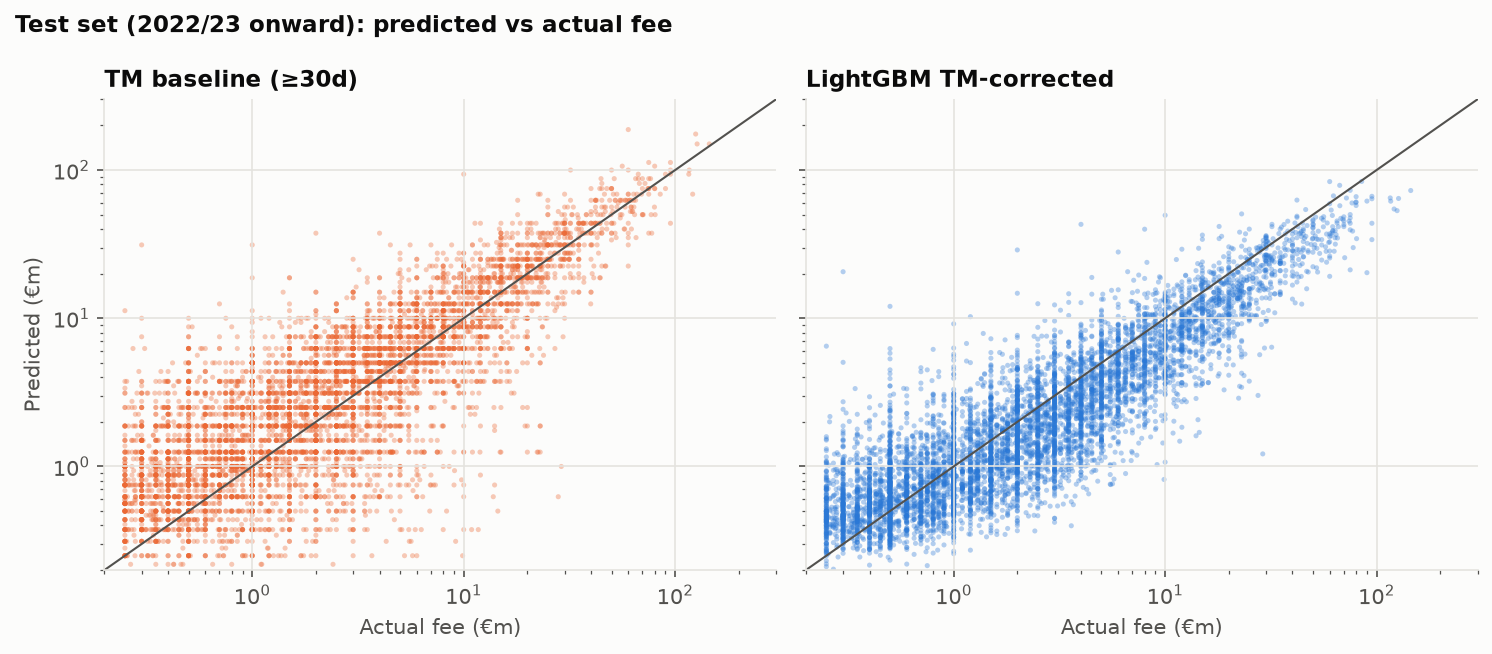 Test set (2022/23 onward): predicted vs actual fee
TM baseline (≥30d)
LightGBM TM-corrected
10²
10¹
10⁰
Predicted (€m)
10⁰ 10¹ 10²
10⁰ 10¹ 10²
Actual fee (€m)
Actual fee (€m)